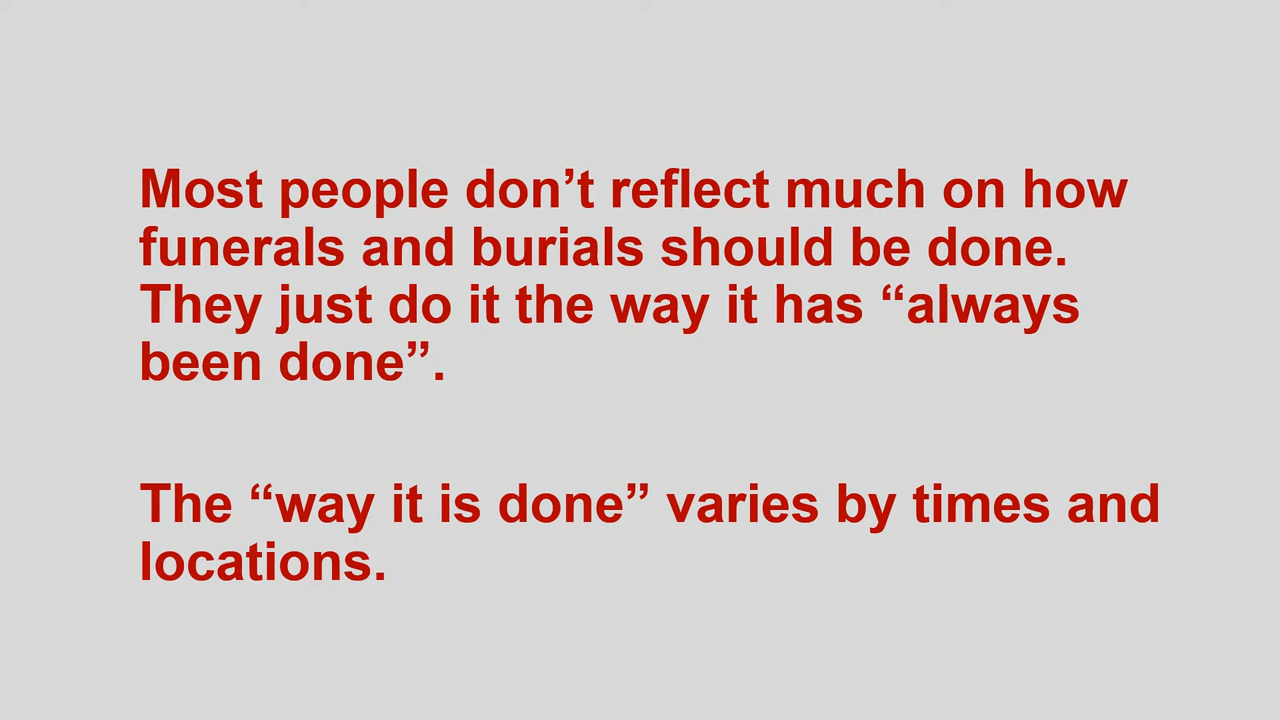 Most people don’t reflect much on how
funerals and burials should be done.
They just do it the way it has “always
been done”.
The “way it is done” varies by times and
locations.